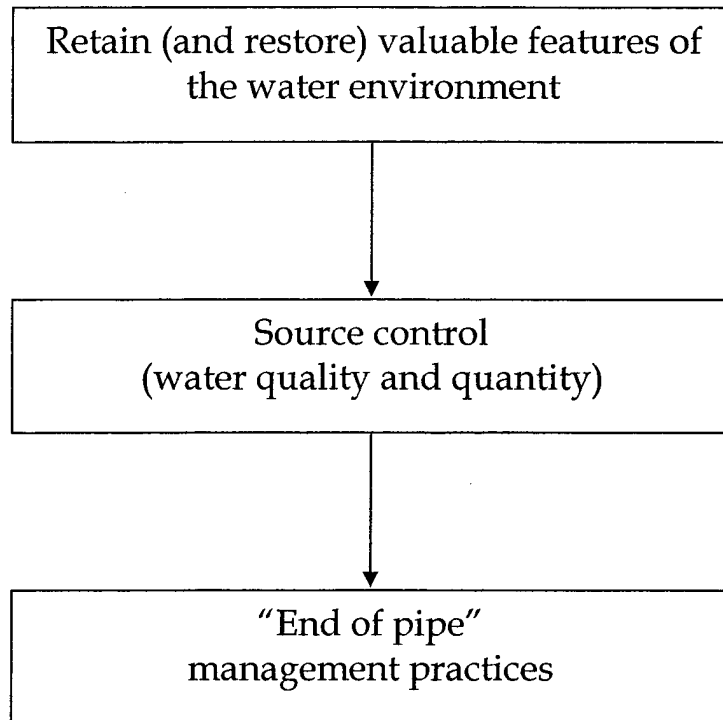 Retain (and restore) valuable features of
the water environment
Source control
(water quality and quantity)
“End of pipe”
management practices